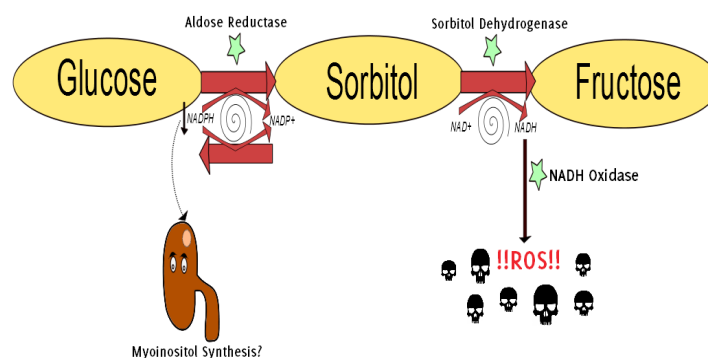 Aldose Reductase
Sorbitol Dehydrogenase
Glucose
Sorbitol
Fructose
NADPH
NADP+
NAD+
NADH
NADH Oxidase
!!ROS!!
Myoinositol Synthesis?